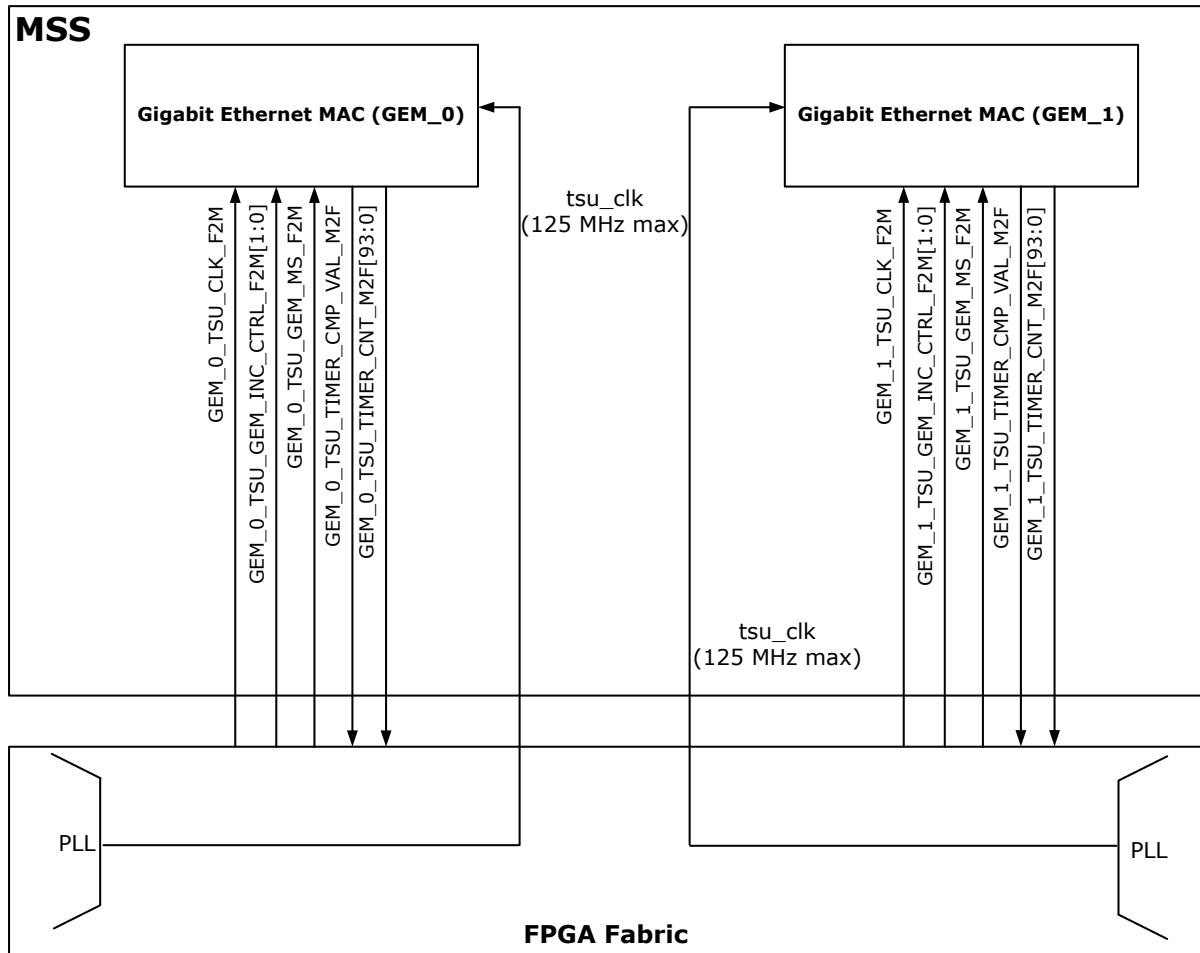 MSS
Gigabit Ethernet MAC (GEM_0)
Gigabit Ethernet MAC (GEM_1)
GEM_0_TSU_CLK_F2M
GEM_0_TSU_GEM_INC_CTRL_F2M[1:0]
GEM_0_TSU_GEM_MS_F2M
GEM_0_TSU_TIMER_CMP_VAL_M2F
GEM_0_TSU_TIMER_CNT_M2F[93:0]
tsu_clk
(125 MHz max)
GEM_1_TSU_CLK_F2M
GEM_1_TSU_GEM_INC_CTRL_F2M[1:0]
GEM_1_TSU_GEM_MS_F2M
GEM_1_TSU_TIMER_CMP_VAL_M2F
GEM_1_TSU_TIMER_CNT_M2F[93:0]
tsu_clk
(125 MHz max)
PLL
PLL
FPGA Fabric